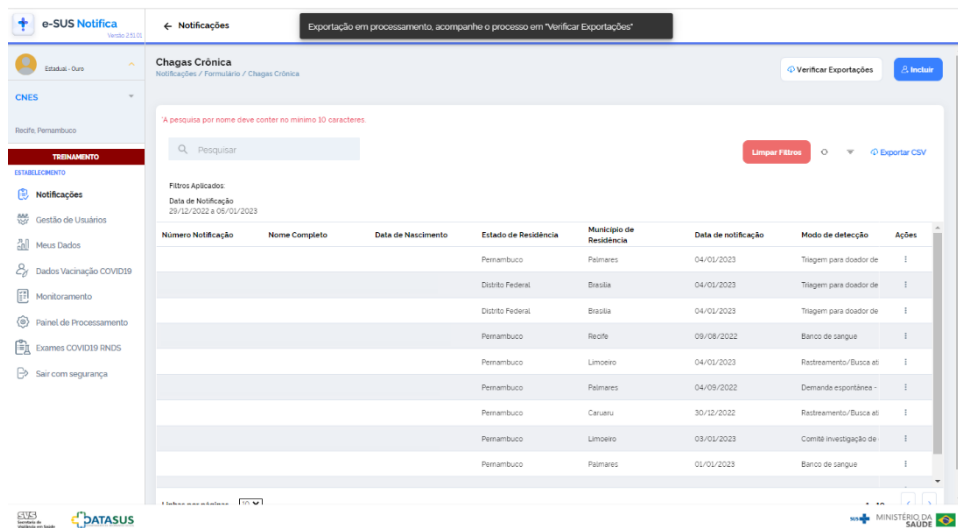 e-SUS Notifica
← Notificações
Exportação em processamento, acompanhe o processo em "Verificar Exportações"
Estadual - Ouro
Chagas Crônica
Notificações / Formulário / Chagas Crônica
Verificar Exportações
Incluir
CNES
Recife, Pernambuco
*A pesquisa por nome deve conter no mínimo 10 caracteres
Pesquisar
Limpar Filtros
Exportar CSV
TREINAMENTO
ESTABELECIMENTO
Notificações
Gestão de Usuários
Meus Dados
Dados Vacinação COVID19
Monitoramento
Painel de Processamento
Exames COVID19 RNDS
Sair com segurança
Filtros Aplicados:
Data de Notificação
29/12/2022 a 06/01/2023
Número Notificação Nome Completo Data de Nascimento Estado de Residência Município de Residência Data de notificação Modo de detecção Ações
Pernambuco Palmares 04/01/2023 Triagem para doador de
Distrito Federal Brasília 04/01/2023 Triagem para doador de
Distrito Federal Brasília 04/01/2023 Triagem para doador de
Pernambuco Recife 09/08/2022 Banco de sangue
Pernambuco Limoeiro 04/01/2023 Rastreamento/Busca ati
Pernambuco Palmares 04/09/2022 Demanda espontânea -
Pernambuco Caruaru 30/12/2022 Rastreamento/Busca ati
Pernambuco Limoeiro 03/01/2023 Comitê investigação de
Pernambuco Palmares 01/01/2023 Banco de sangue
SVS
DATASUS
SUS
MINISTÉRIO DA
SAÚDE